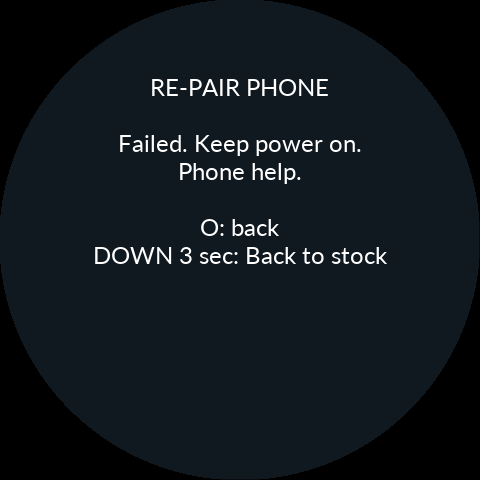 RE-PAIR PHONE
Failed. Keep power on.
Phone help.
O: back
DOWN 3 sec: Back to stock